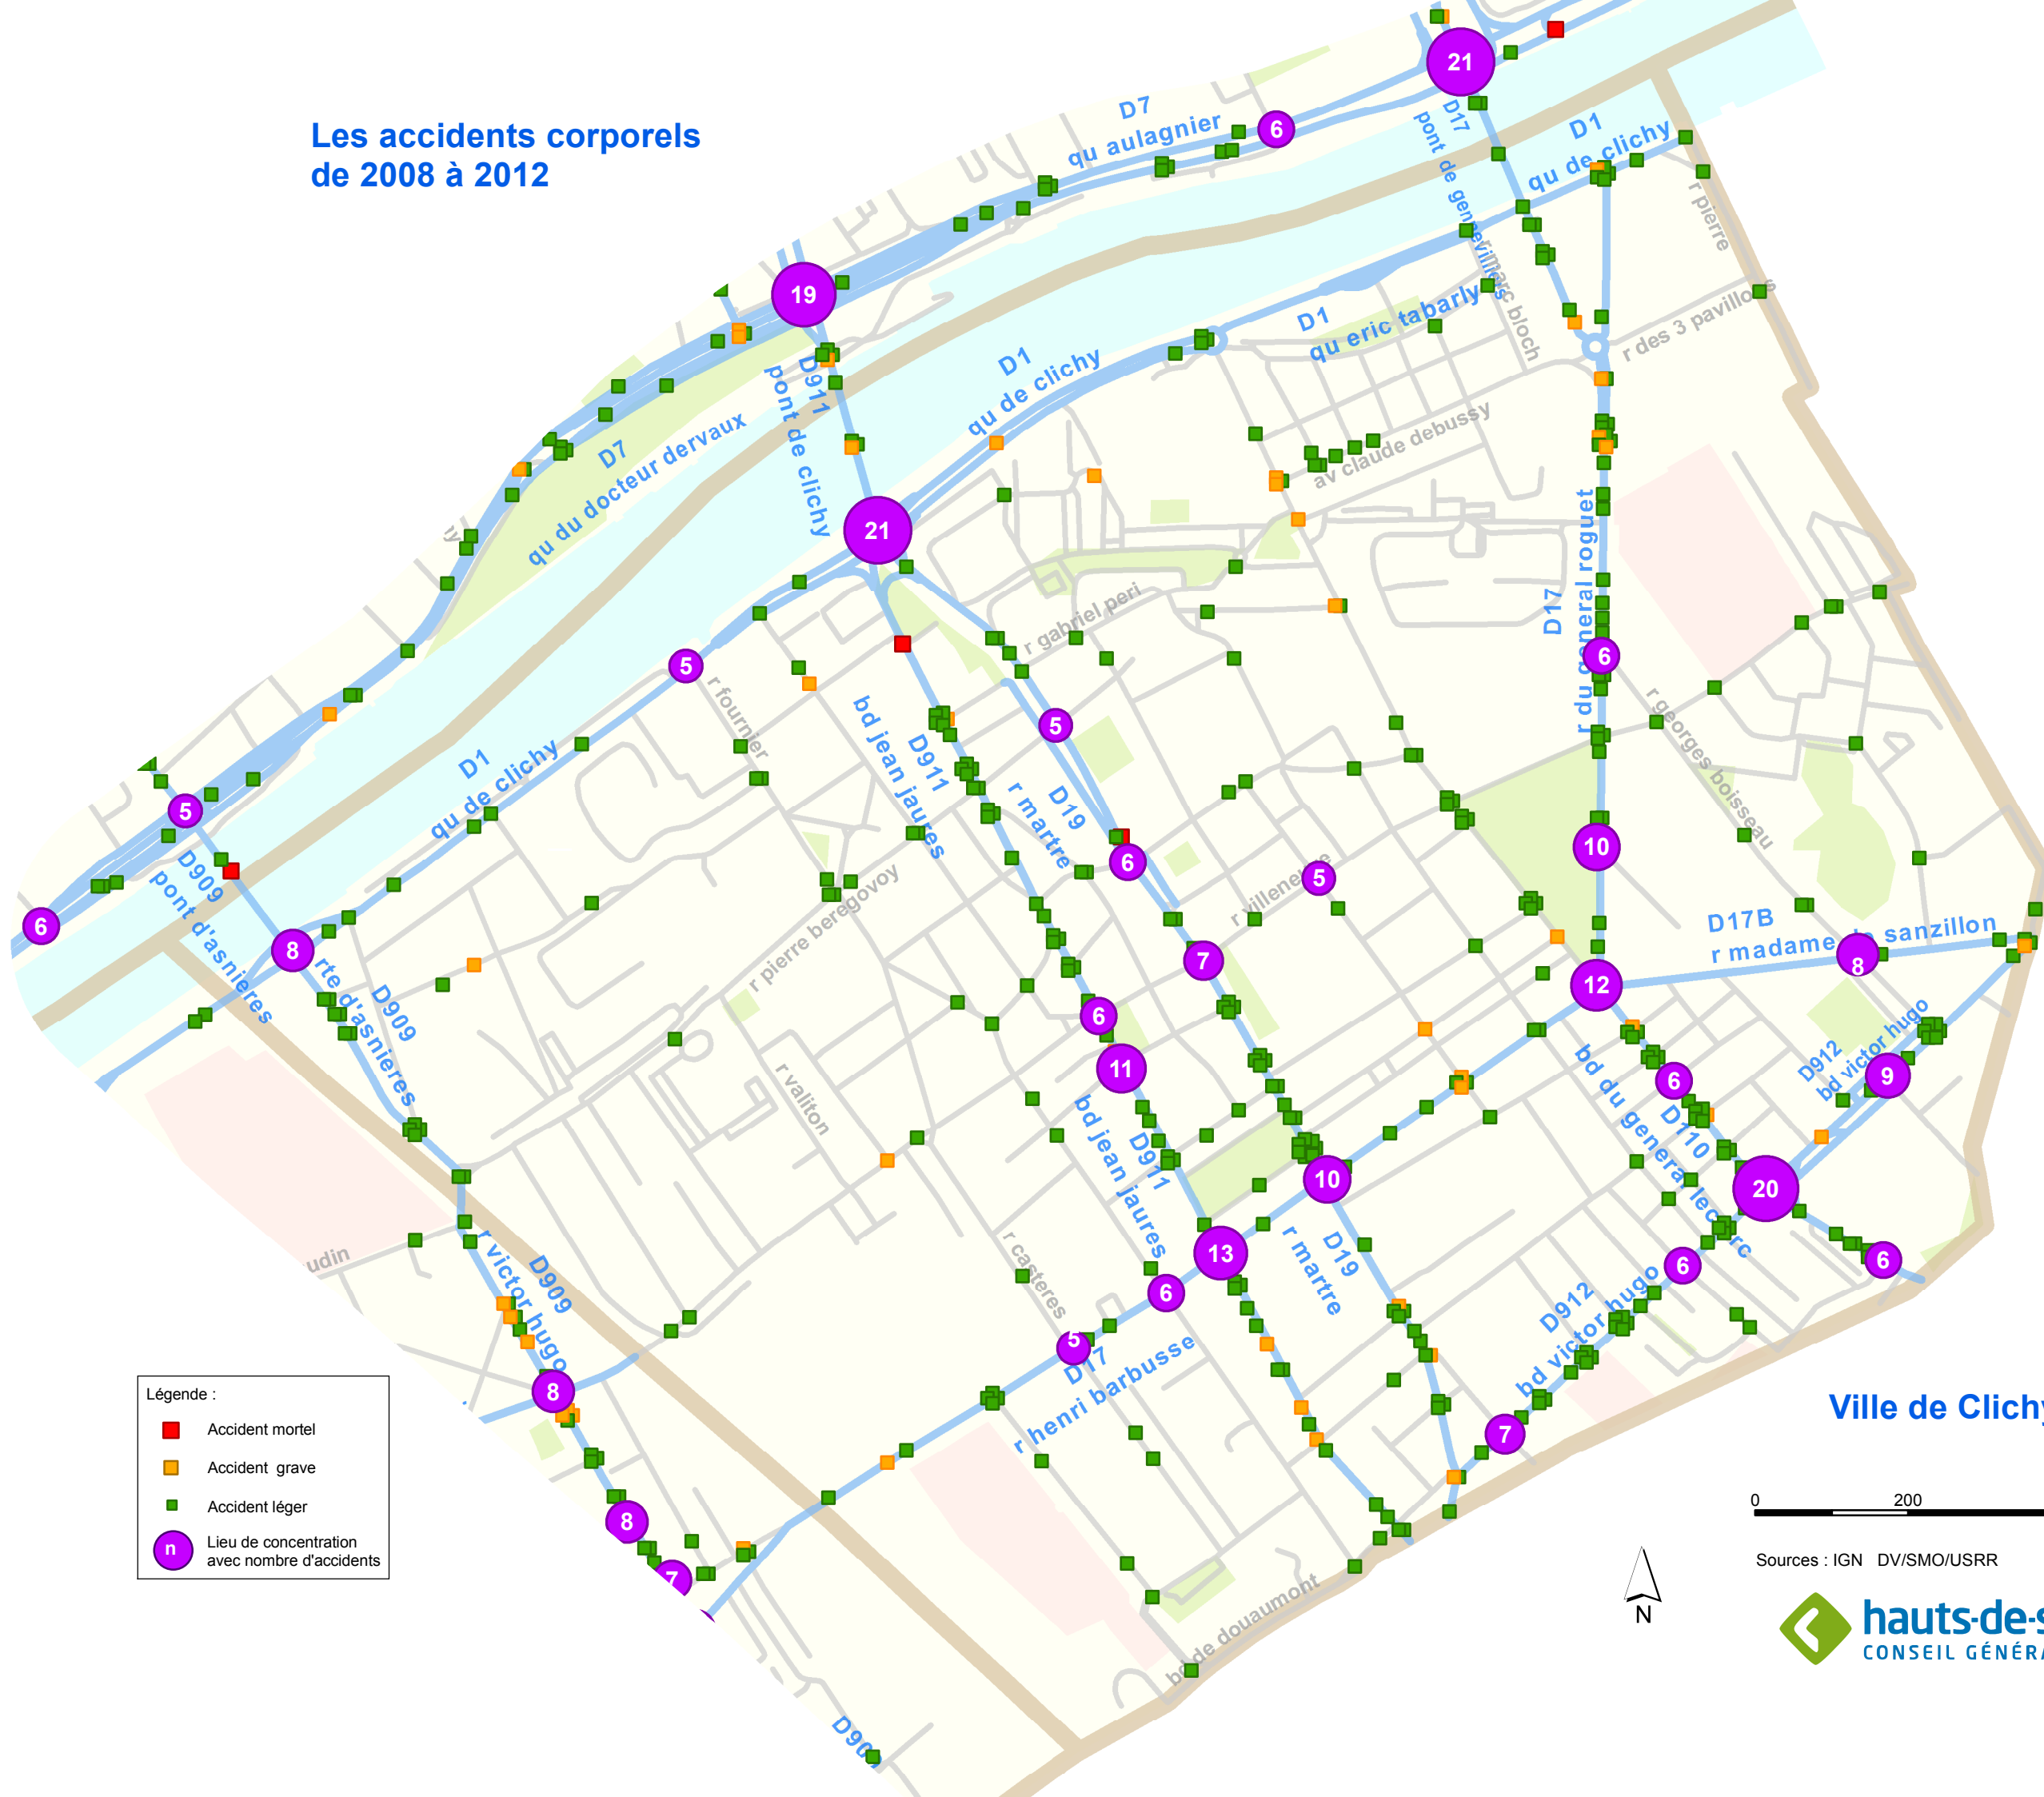 Les accidents corporels
de 2008 à 2012
21
6
19
21
5
5
6
8
5
6
5
7
6
11
10
13
6
5
6
10
12
8
6
9
20
6
6
7
8
8
7
D7
qu aulagnier
D17
pont de gennevilliers
D1
qu de clichy
r pierre
r marc bloch
r des 3 pavillons
D1
qu eric tabarly
D1
qu de clichy
D911
pont de clichy
D7
qu du docteur dervaux
av claude debussy
D17
r du general roguet
r gabriel peri
r georges boisseau
r fournier
bd jean jaures
D911
r martre
D19
D1
qu de clichy
r villeneuve
r pierre beregovoy
D909
pont d'asnieres
rte d'asnieres
D909
D17B
r madame de sanzillon
D912
bd victor hugo
bd du general leclerc
D110
r valiton
bd jean jaures
D911
r casteres
r martre
D19
udin
r victor hugo
D909
D912
bd victor hugo
D17
r henri barbusse
bd de douaumont
D909
Légende :
Accident mortel
Accident grave
Accident léger
n
Lieu de concentration
avec nombre d'accidents
Ville de Clichy
0 200
Sources : IGN DV/SMO/USRR
N
hauts-de-s
CONSEIL GÉNÉRA